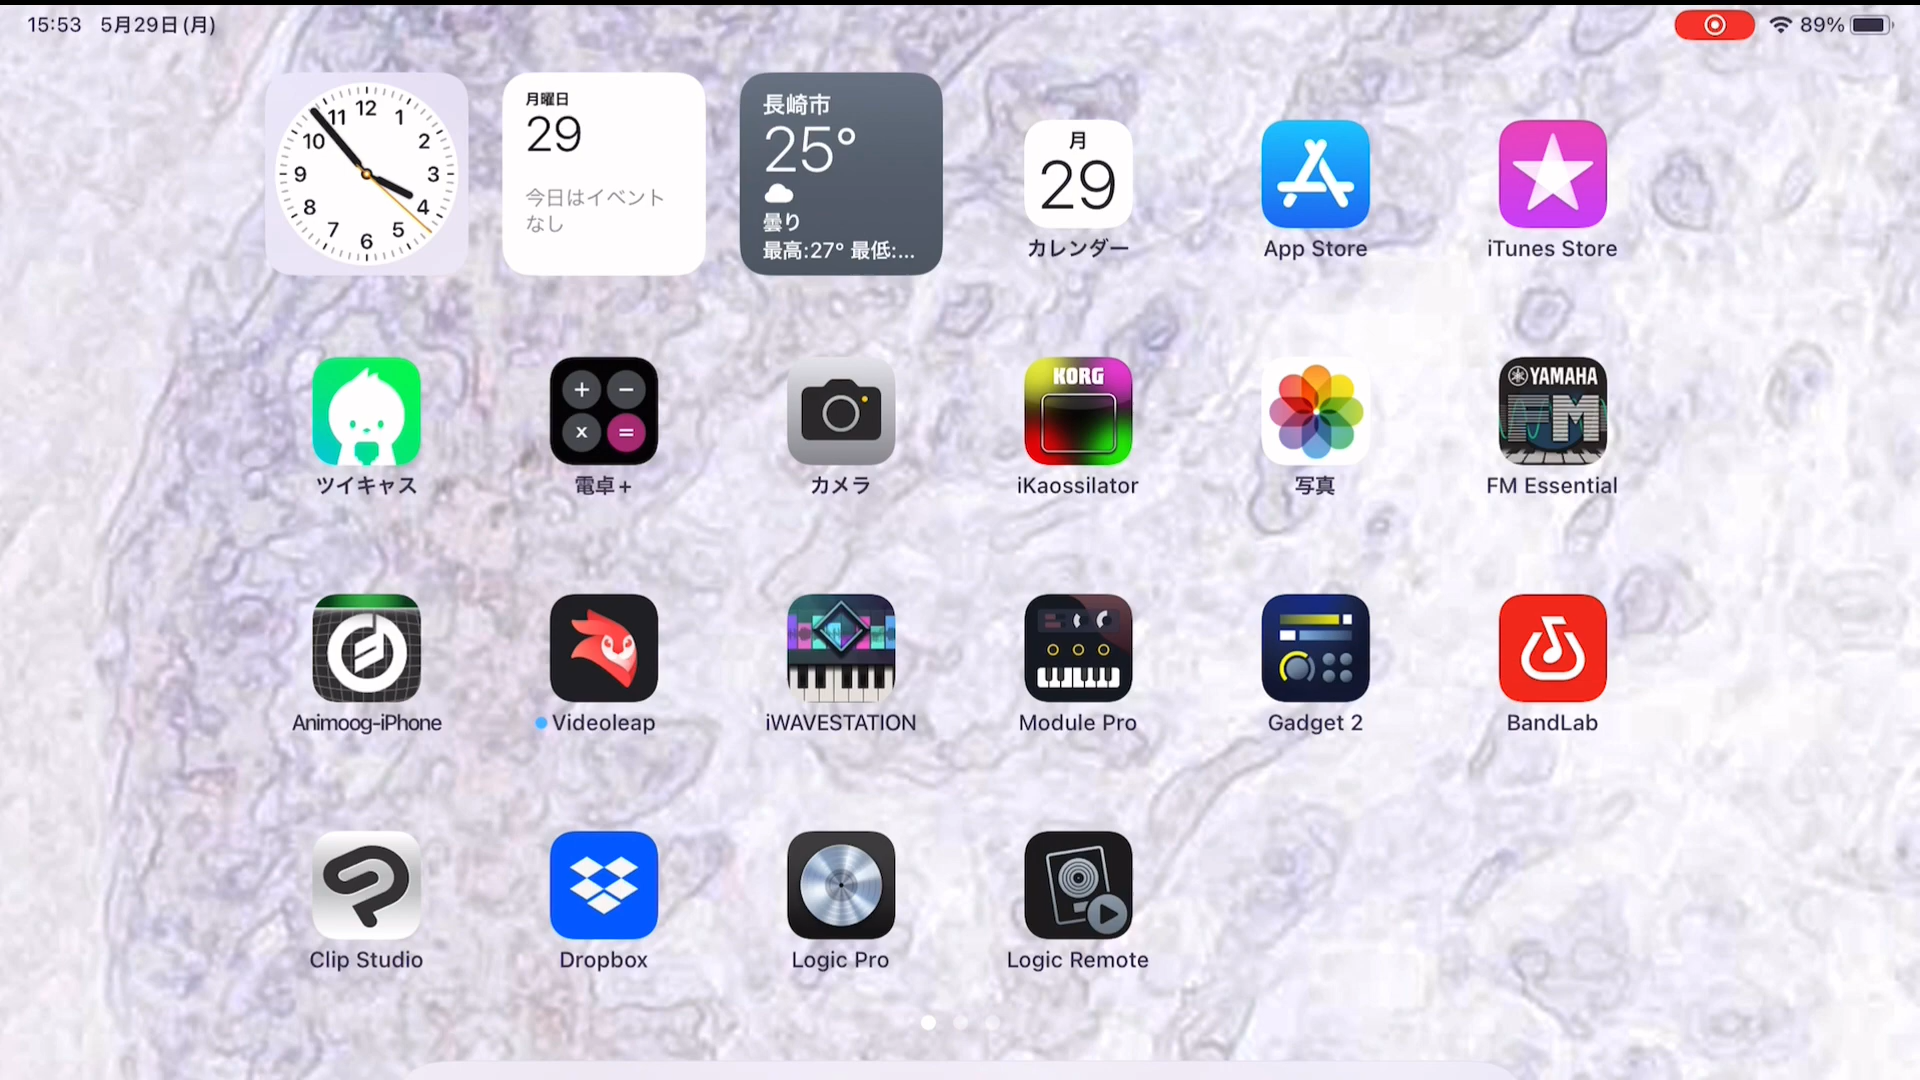 15:53 5月29日(月)
89%
12
1
2
3
4
5
6
7
8
9
10
11
月曜日
29
今日はイベント
なし
長崎市
25°
曇り
最高:27° 最低:...
月
29
カレンダー
App Store
iTunes Store
ツイキャス
電卓+
カメラ
KORG
iKaossilator
写真
YAMAHA
FM
FM Essential
Animoog-iPhone
Videoleap
iWAVESTATION
Module Pro
Gadget 2
BandLab
Clip Studio
Dropbox
Logic Pro
Logic Remote